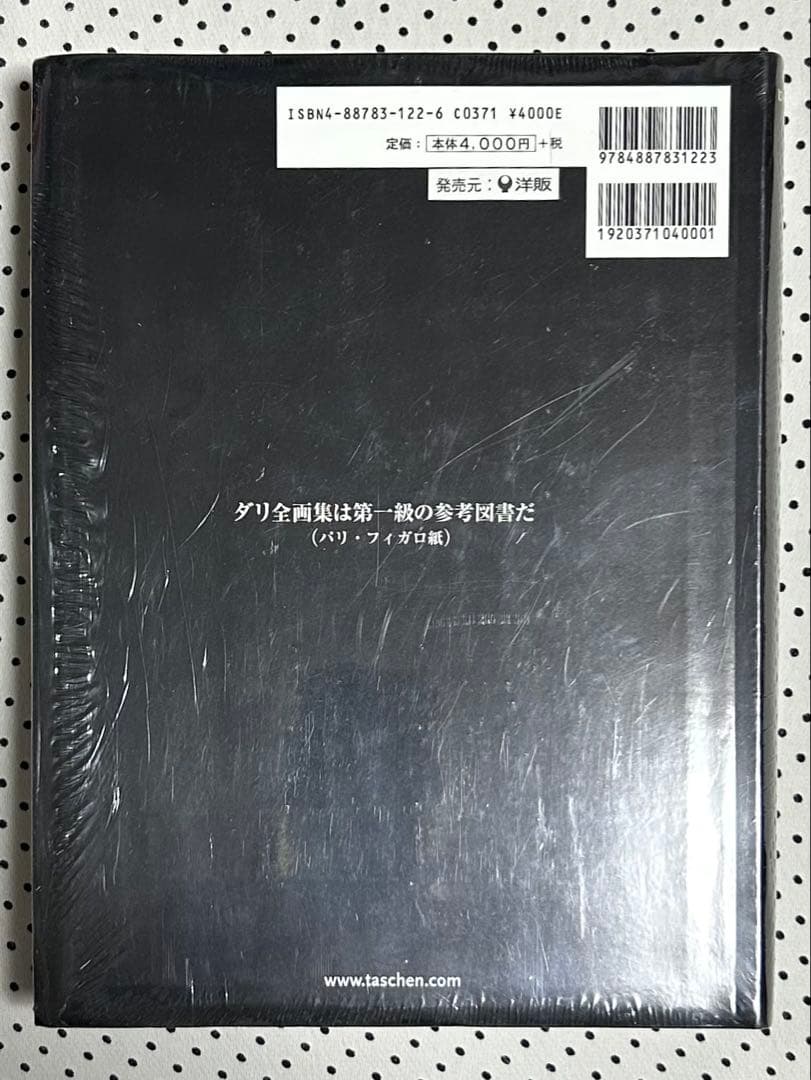 ISBN4-88783-122-6 C0371 ¥4000E
定価：本体4,000円+税
9784887831223
発売元：洋販
1920371040001
ダリ全画集は第一級の参考図書だ
（パリ・フィガロ紙）
www.taschen.com